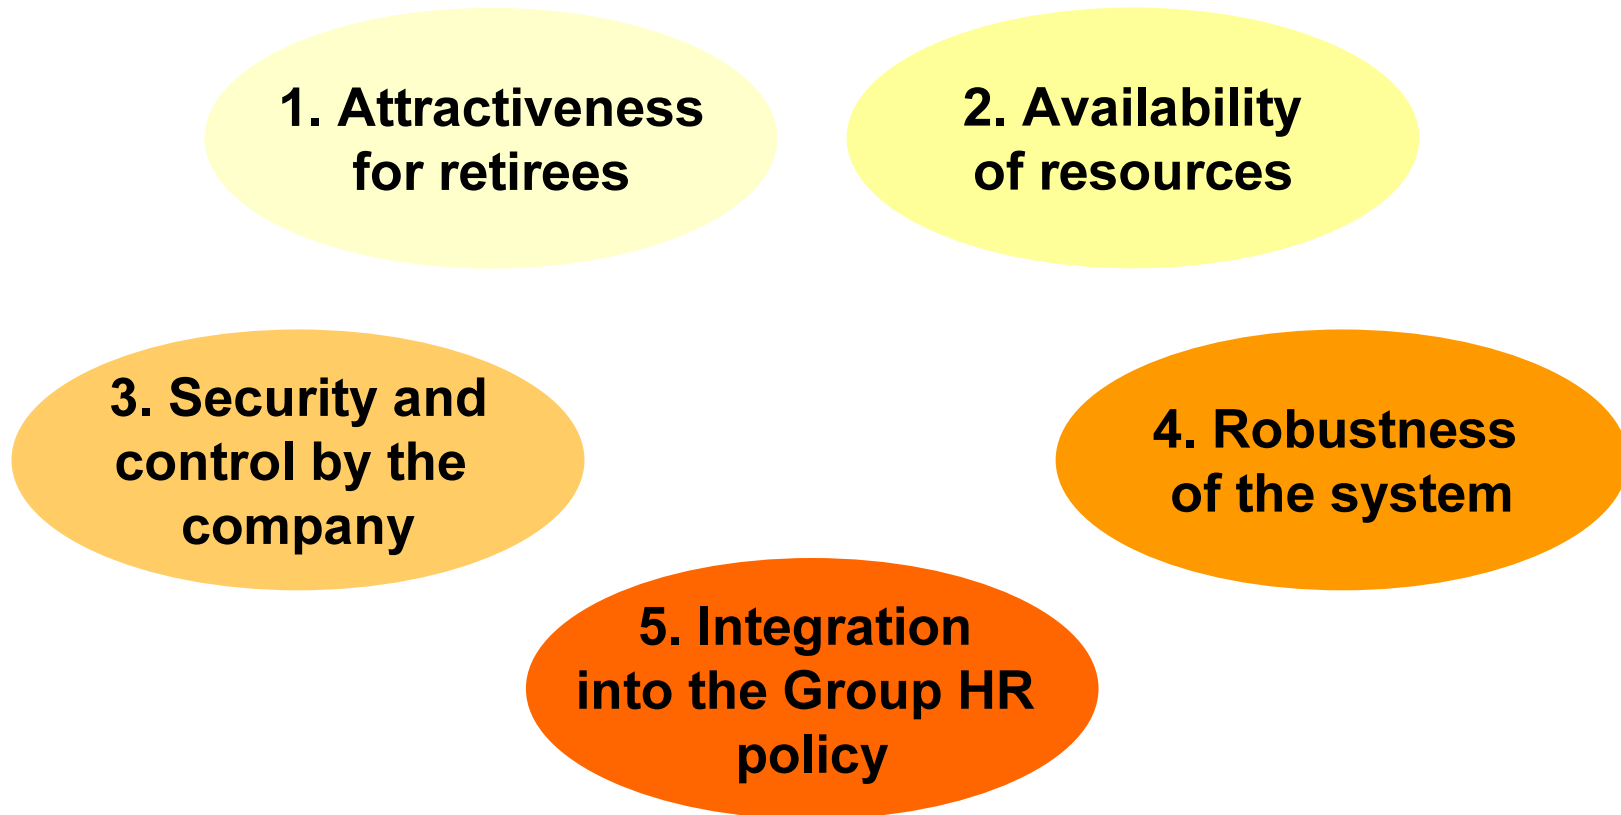 1. Attractiveness
for retirees
2. Availability
of resources
3. Security and
control by the
company
4. Robustness
of the system
5. Integration
into the Group HR
policy